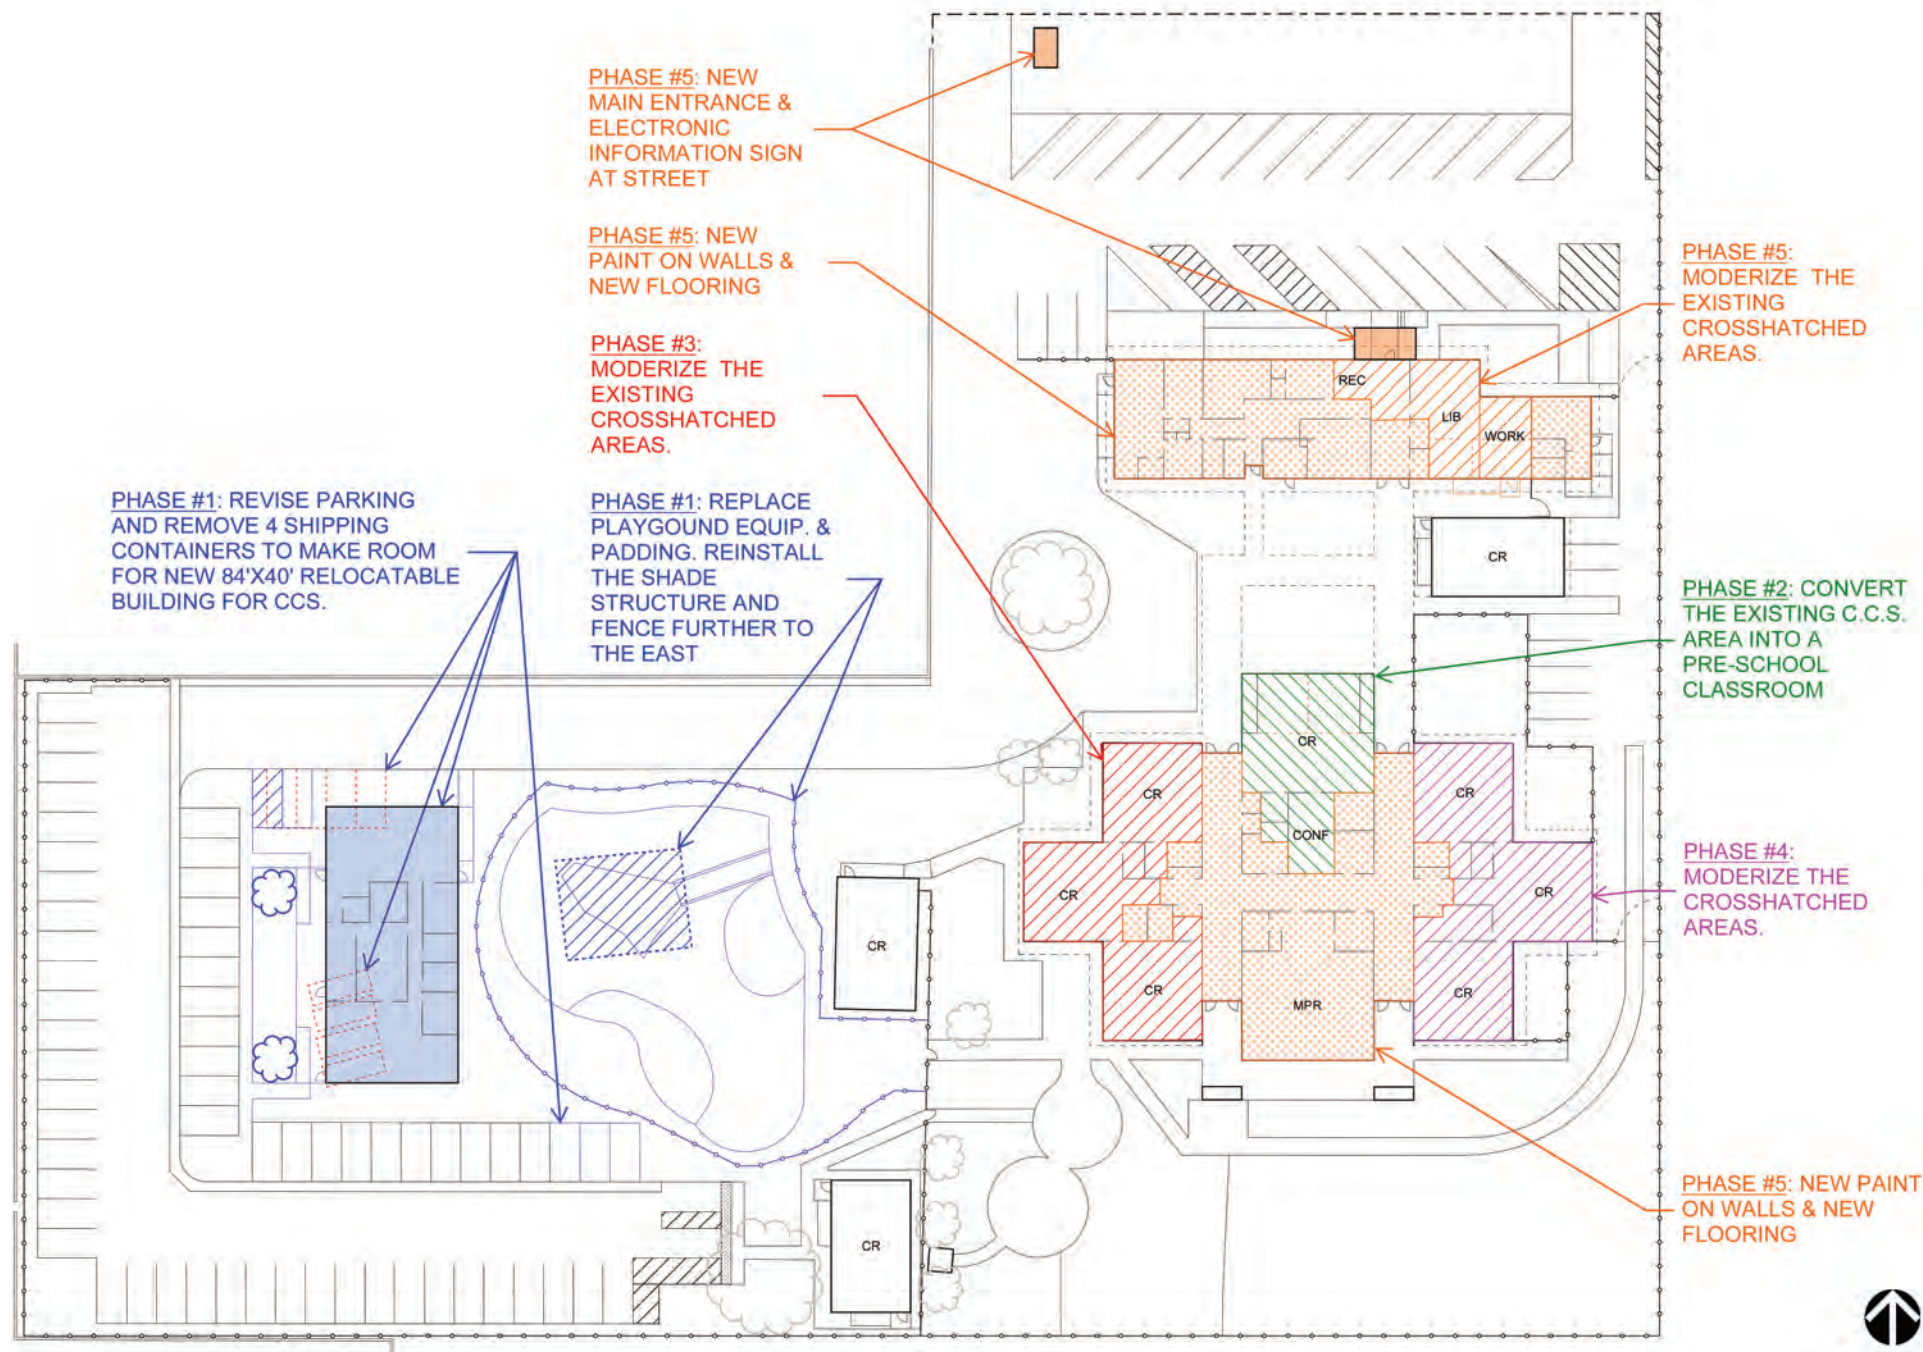 PHASE #5: NEW
MAIN ENTRANCE &
ELECTRONIC
INFORMATION SIGN
AT STREET
PHASE #5: NEW
PAINT ON WALLS &
NEW FLOORING
PHASE #3:
MODERIZE THE
EXISTING
CROSSHATCHED
AREAS.
PHASE #1: REVISE PARKING
AND REMOVE 4 SHIPPING
CONTAINERS TO MAKE ROOM
FOR NEW 84'X40' RELOCATABLE
BUILDING FOR CCS.
PHASE #1: REPLACE
PLAYGOUND EQUIP. &
PADDING. REINSTALL
THE SHADE
STRUCTURE AND
FENCE FURTHER TO
THE EAST
PHASE #5:
MODERIZE THE
EXISTING
CROSSHATCHED
AREAS.
REC
LIB
WORK
CR
PHASE #2: CONVERT
THE EXISTING C.C.S.
AREA INTO A
PRE-SCHOOL
CLASSROOM
CR
CR
CR
CONF
PHASE #4:
MODERIZE THE
CROSSHATCHED
AREAS.
CR
CR
CR
CR
CR
MPR
PHASE #5: NEW PAINT
ON WALLS & NEW
FLOORING
CR